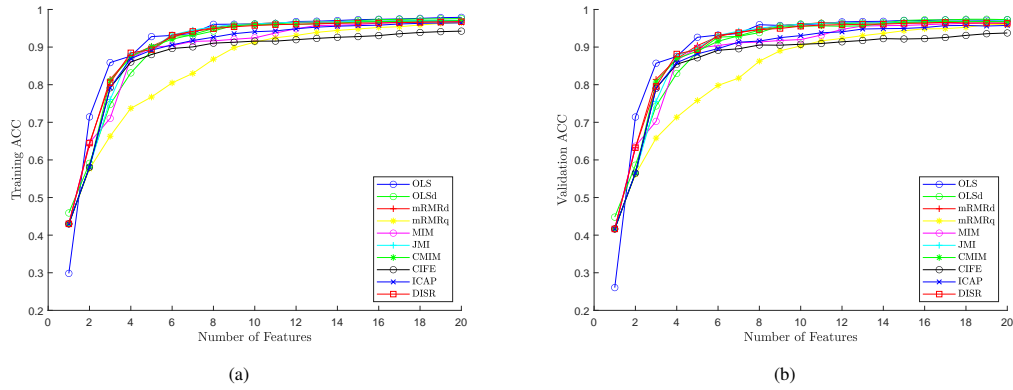 1
0.9
0.8
0.7
0.6
0.5
0.4
0.3
0.2
Training ACC
0 2 4 6 8 10 12 14 16 18 20
Number of Features
OLS
OLSd
mRMRd
mRMRq
MIM
JMI
CMIM
CIFE
ICAP
DISR
(a)
1
0.9
0.8
0.7
0.6
0.5
0.4
0.3
0.2
Validation ACC
0 2 4 6 8 10 12 14 16 18 20
Number of Features
OLS
OLSd
mRMRd
mRMRq
MIM
JMI
CMIM
CIFE
ICAP
DISR
(b)